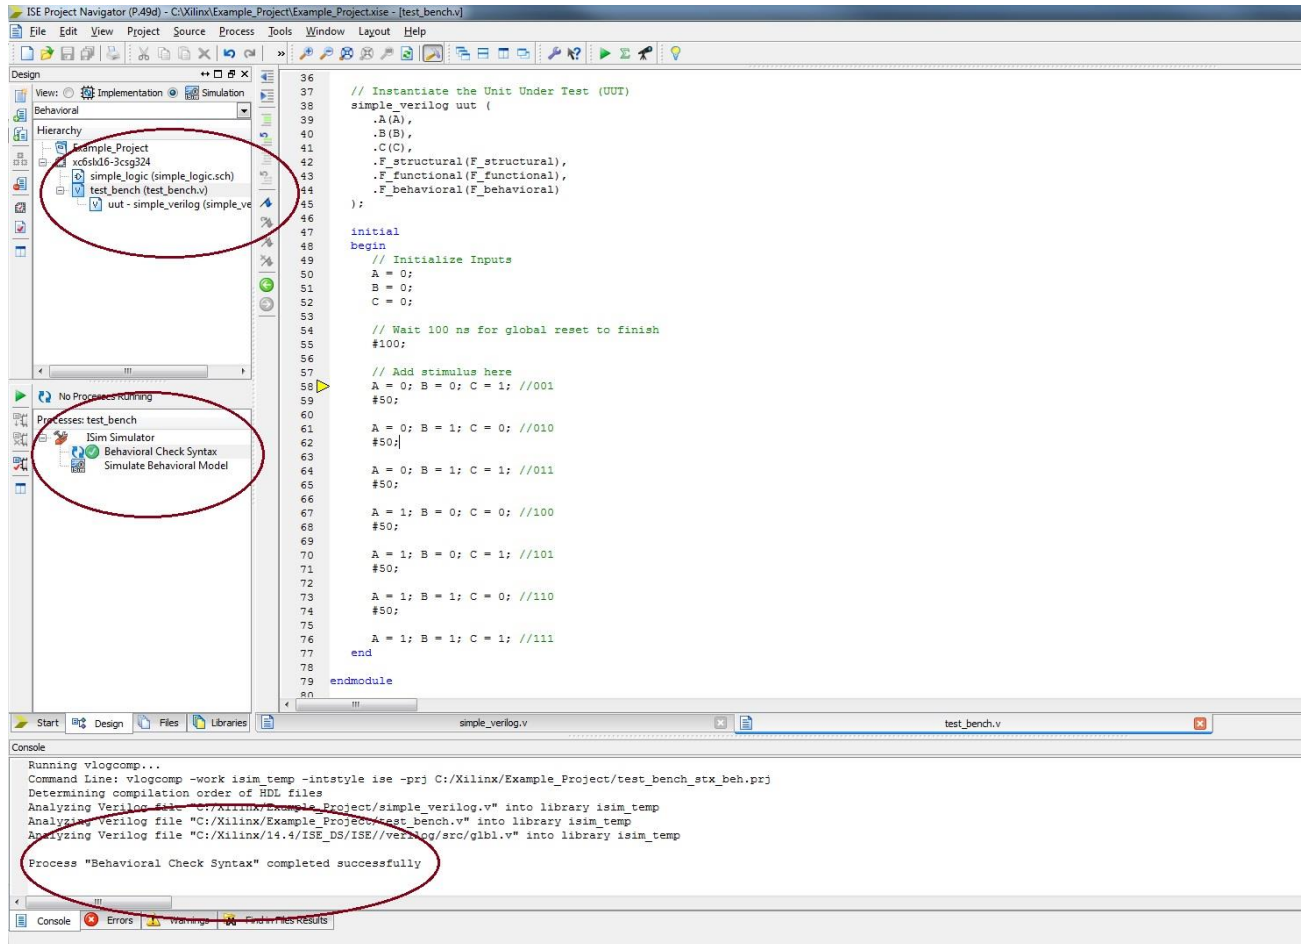 ISE Project Navigator (P.49d) - C:\Xilinx\Example_Project\Example_Project.xise - [test_bench.v]
File Edit View Project Source Process Tools Window Layout Help
Design
View: Implementation Simulation
Behavioral
Hierarchy
Example_Project
xc6slx16-3csg324
simple_logic (simple_logic.sch)
test_bench (test_bench.v)
uut - simple_verilog (simple_ve
No Processes Running
Processes: test_bench
ISim Simulator
Behavioral Check Syntax
Simulate Behavioral Model
Start Design Files Libraries
36
37 // Instantiate the Unit Under Test (UUT)
38 simple_verilog uut (
39 .A(A),
40 .B(B),
41 .C(C),
42 .F_structural(F_structural),
43 .F_functional(F_functional),
44 .F_behavioral(F_behavioral)
45 );
46
47 initial
48 begin
49 // Initialize Inputs
50 A = 0;
51 B = 0;
52 C = 0;
53
54 // Wait 100 ns for global reset to finish
55 #100;
56
57 // Add stimulus here
58 A = 0; B = 0; C = 1; //001
59 #50;
60
61 A = 0; B = 1; C = 0; //010
62 #50;
63
64 A = 0; B = 1; C = 1; //011
65 #50;
66
67 A = 1; B = 0; C = 0; //100
68 #50;
69
70 A = 1; B = 0; C = 1; //101
71 #50;
72
73 A = 1; B = 1; C = 0; //110
74 #50;
75
76 A = 1; B = 1; C = 1; //111
77 end
78
79 endmodule
80
simple_verilog.v
test_bench.v
Console
Running vlogcomp...
Command Line: vlogcomp -work isim_temp -intstyle ise -prj C:/Xilinx/Example_Project/test_bench_stx_beh.prj
Determining compilation order of HDL files
Analyzing Verilog file "C:/Xilinx/Example_Project/simple_verilog.v" into library isim_temp
Analyzing Verilog file "C:/Xilinx/Example_Project/test_bench.v" into library isim_temp
Analyzing Verilog file "C:/Xilinx/14.4/ISE_DS/ISE//verilog/src/glbl.v" into library isim_temp
Process "Behavioral Check Syntax" completed successfully
Console Errors Warnings Find in Files Results